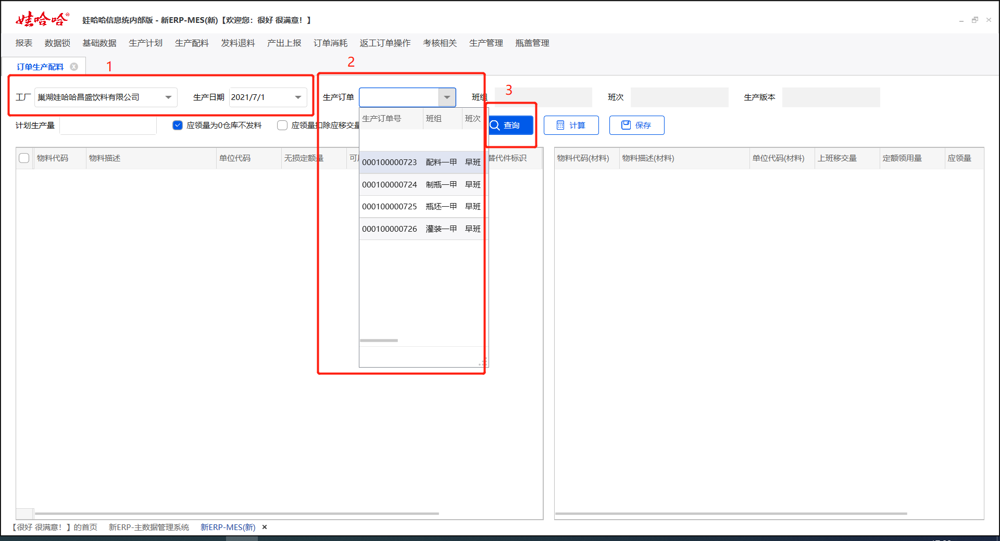 娃哈哈®
娃哈哈信息统内部版 - 新ERP-MES(新)【欢迎您：很好 很满意！】
报表 数据锁 基础数据 生产计划 生产配料 发料退料 产出上报 订单消耗 返工订单操作 考核相关 生产管理 瓶盖管理
订单生产配料
1
2
3
工厂 巢湖娃哈哈昌盛饮料有限公司 生产日期 2021/7/1 生产订单 班组 班次 生产版本
计划生产量 应领量为0仓库不发料 应领量扣除应移交量 查询 计算 保存
生产订单号 班组 班次
000100000723 配料一甲 早班
000100000724 制瓶一甲 早班
000100000725 瓶坯一甲 早班
000100000726 灌装一甲 早班
物料代码 物料描述 单位代码 无损定额量 可 替代件标识
物料代码(材料) 物料描述(材料) 单位代码(材料) 上班移交量 定额领用量 应领量
【很好 很满意！】的首页 新ERP-主数据管理系统 新ERP-MES(新)